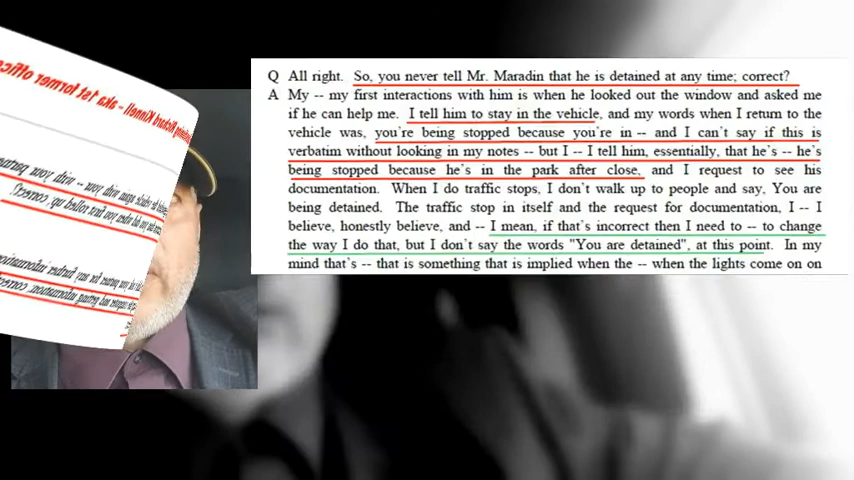 Q All right. So, you never tell Mr. Maradin that he is detained at any time; correct?
A My -- my first interactions with him is when he looked out the window and asked me
if he can help me. I tell him to stay in the vehicle, and my words when I return to the
vehicle was, you're being stopped because you're in -- and I can't say if this is
verbatim without looking in my notes -- but I -- I tell him, essentially, that he's -- he's
being stopped because he's in the park after close, and I request to see his
documentation. When I do traffic stops, I don't walk up to people and say, You are
being detained. The traffic stop in itself and the request for documentation, I -- I
believe, honestly believe, and -- I mean, if that's incorrect then I need to -- to change
the way I do that, but I don't say the words "You are detained", at this point. In my
mind that's -- that is something that is implied when the -- when the lights come on on
Richard Kinnell - aka 1st former office